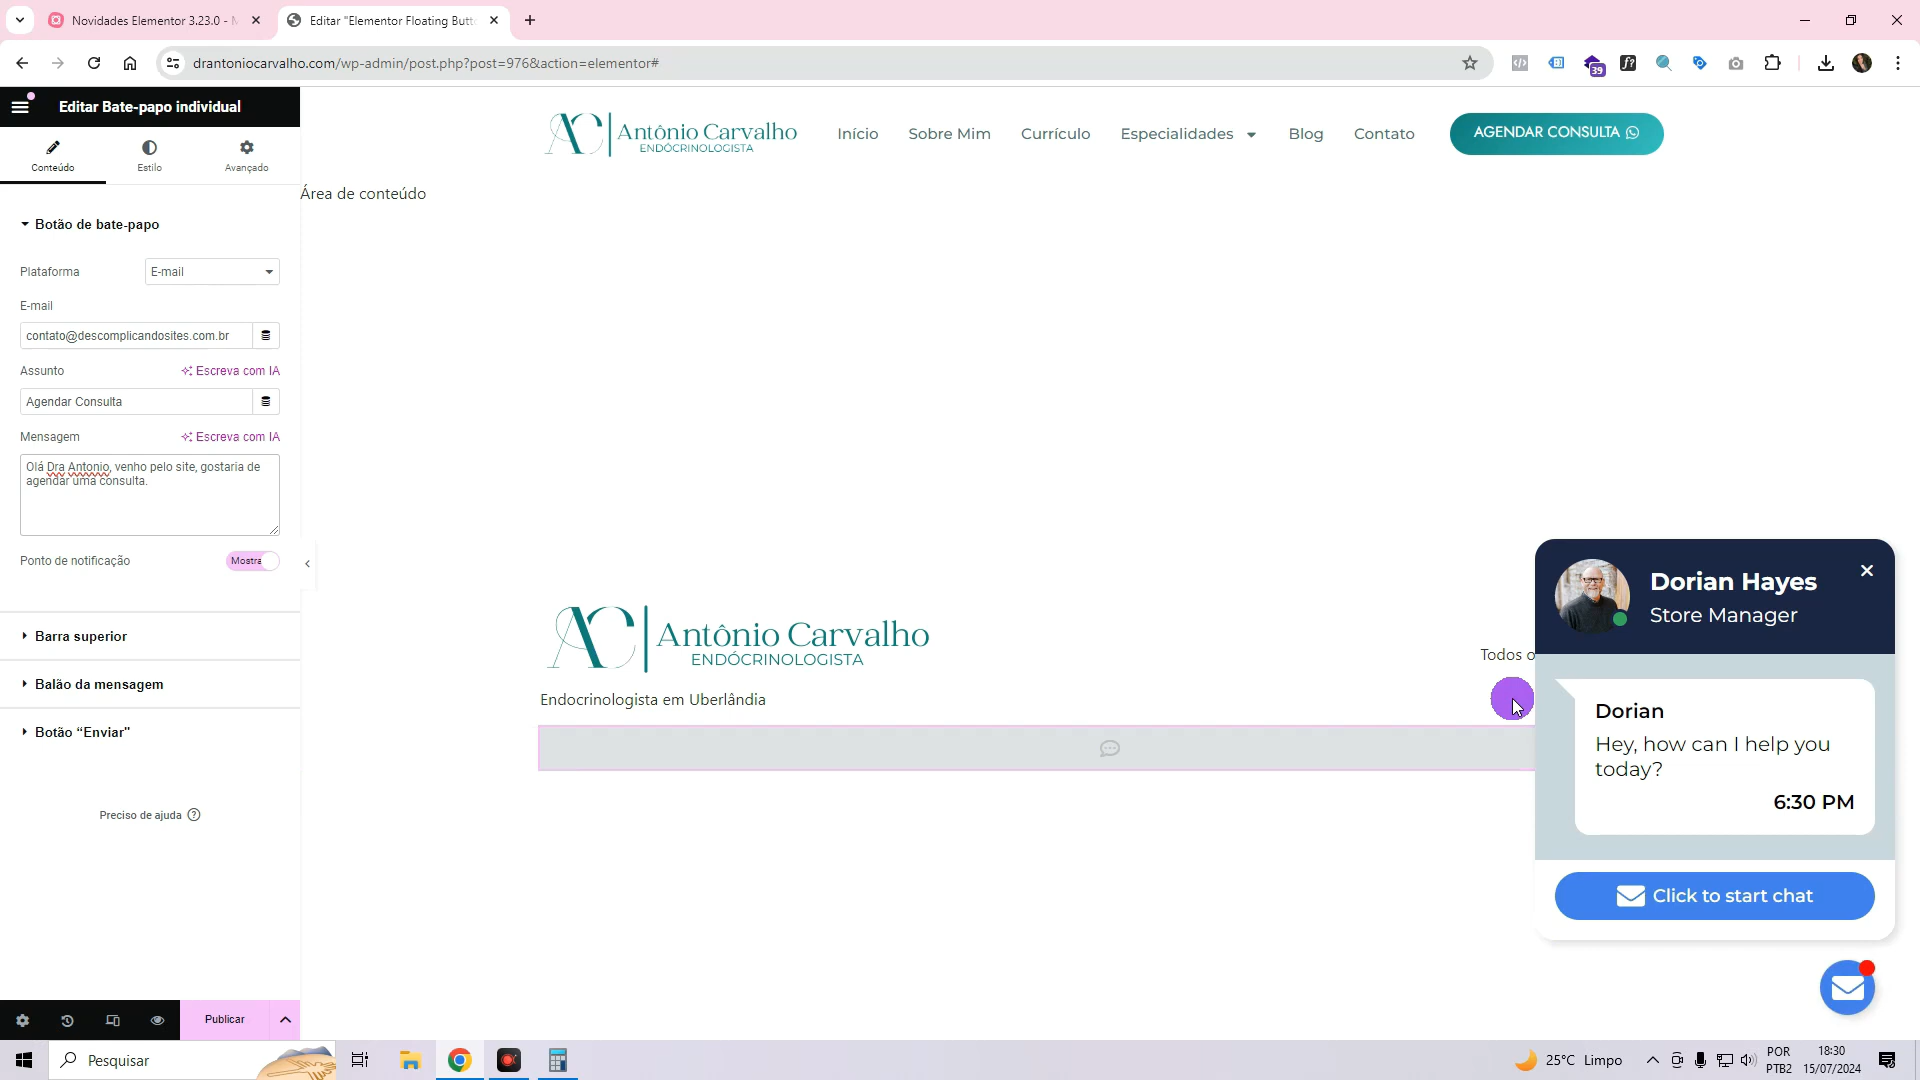 Novidades Elementor 3.23.0 -
Editar "Elementor Floating Butt
drantoniocarvalho.com/wp-admin/post.php?post=976&action=elementor#
39
Editar Bate-papo individual
Conteúdo
Estilo
Avançado
Botão de bate-papo
Plataforma
E-mail
E-mail
contato@descomplicandosites.com.br
Assunto
Escreva com IA
Agendar Consulta
Mensagem
Escreva com IA
Olá Dra Antonio, venho pelo site, gostaria de
agendar uma consulta.
Ponto de notificação
Mostra
Barra superior
Balão da mensagem
Botão “Enviar”
Preciso de ajuda
Publicar
AC Antônio Carvalho
ENDÓCRINOLOGISTA
Início
Sobre Mim
Currículo
Especialidades
Blog
Contato
AGENDAR CONSULTA
Área de conteúdo
AC Antônio Carvalho
ENDÓCRINOLOGISTA
Endocrinologista em Uberlândia
Todos o
Dorian Hayes
Store Manager
Dorian
Hey, how can I help you
today?
6:30 PM
Click to start chat
Pesquisar
25°C Limpo
POR
PTB2
18:30
15/07/2024